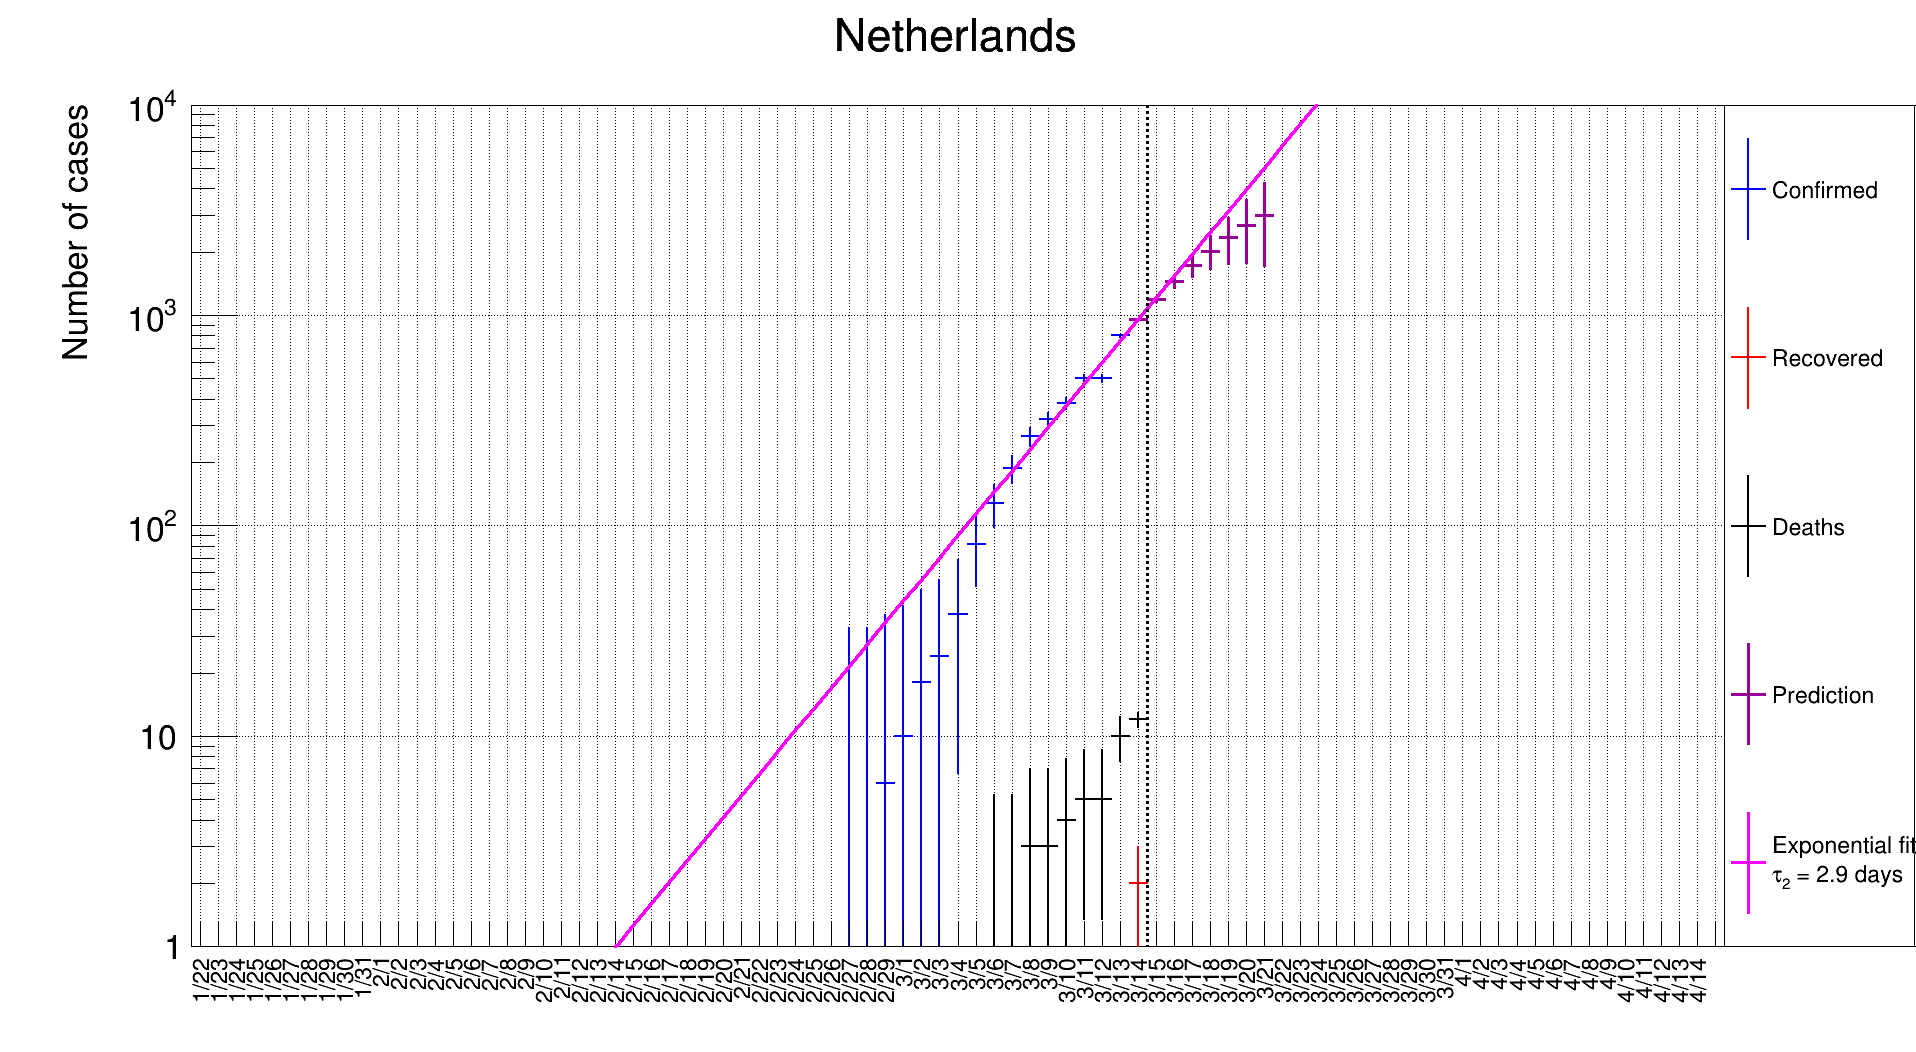 Netherlands
Number of cases
10⁴
10³
10²
10
1
1/22 1/23 1/24 1/25 1/26 1/27 1/28 1/29 1/30 1/31 2/1 2/2 2/3 2/4 2/5 2/6 2/7 2/8 2/9 2/10 2/11 2/12 2/13 2/14 2/15 2/16 2/17 2/18 2/19 2/20 2/21 2/22 2/23 2/24 2/25 2/26 2/27 2/28 2/29 3/1 3/2 3/3 3/4 3/5 3/6 3/7 3/8 3/9 3/10 3/11 3/12 3/13 3/14 3/15 3/16 3/17 3/18 3/19 3/20 3/21 3/22 3/23 3/24 3/25 3/26 3/27 3/28 3/29 3/30 3/31 4/1 4/2 4/3 4/4 4/5 4/6 4/7 4/8 4/9 4/10 4/11 4/12 4/13 4/14
Confirmed
Recovered
Deaths
Prediction
Exponential fit
τ₂ = 2.9 days